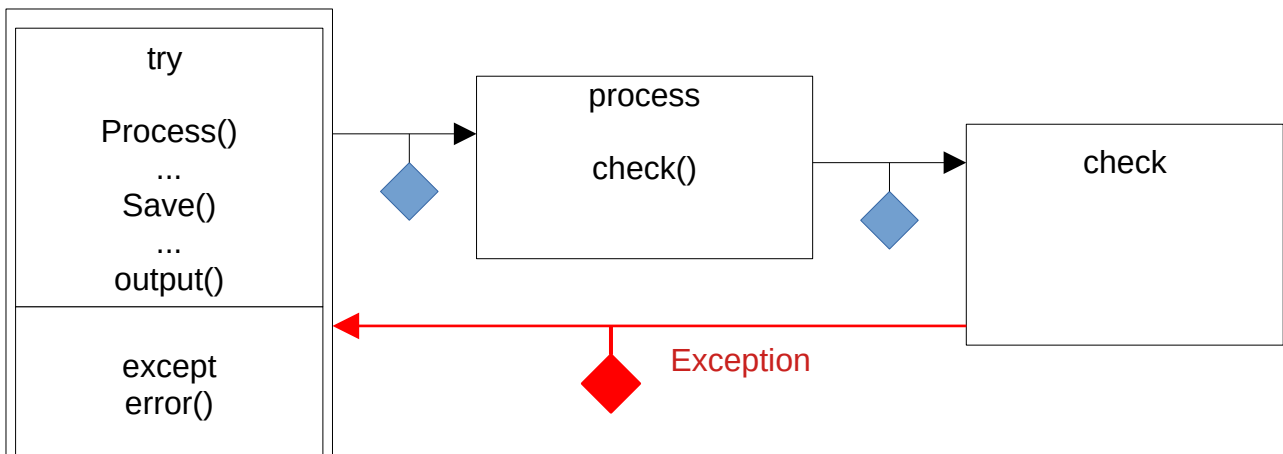 try
Process()
...
Save()
...
output()
except
error()
process
check()
check
Exception